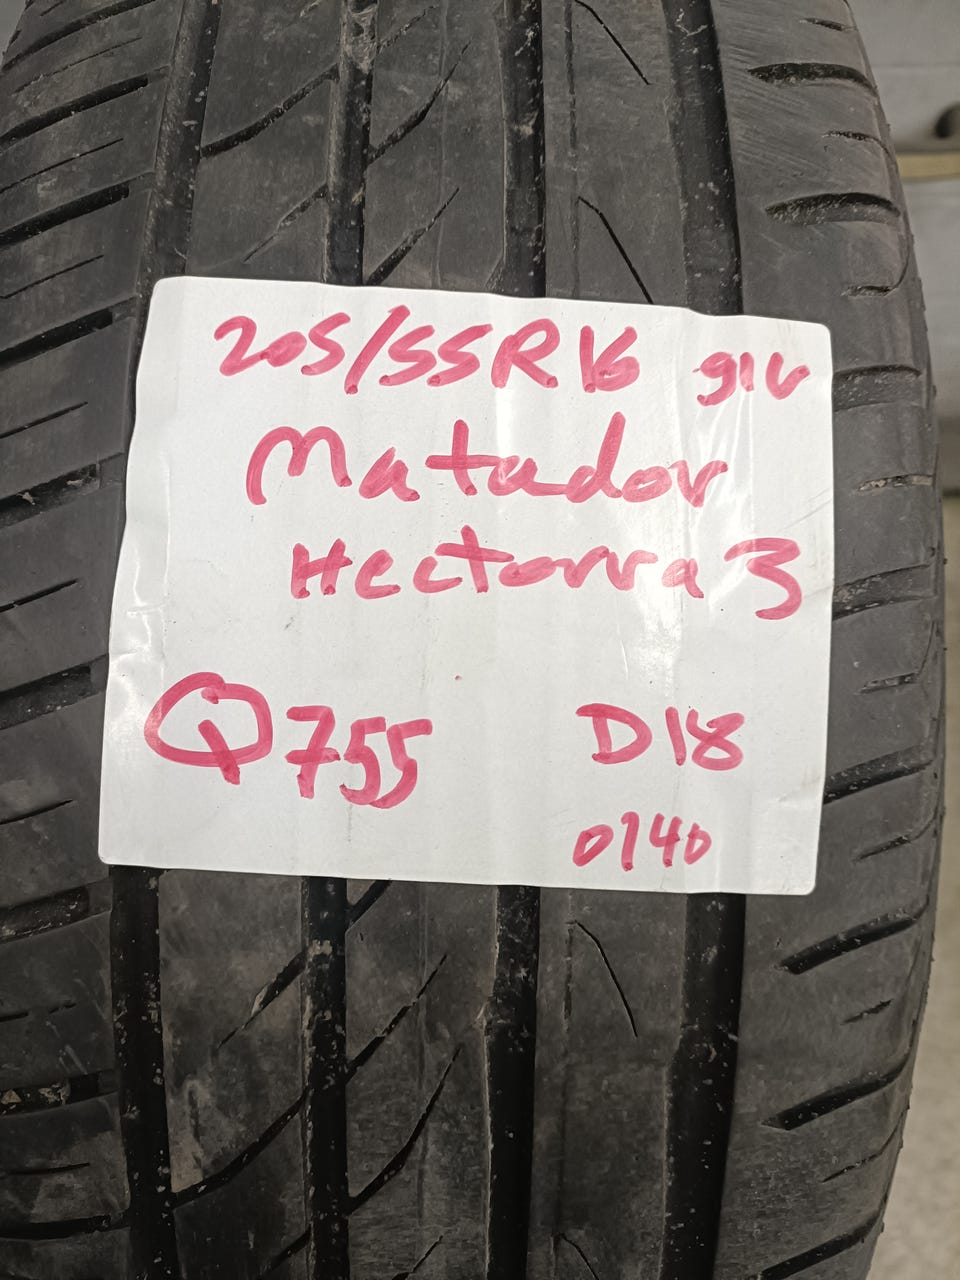 205/55R16 91V
Matador
Hectorra 3
Q755 D18
0140